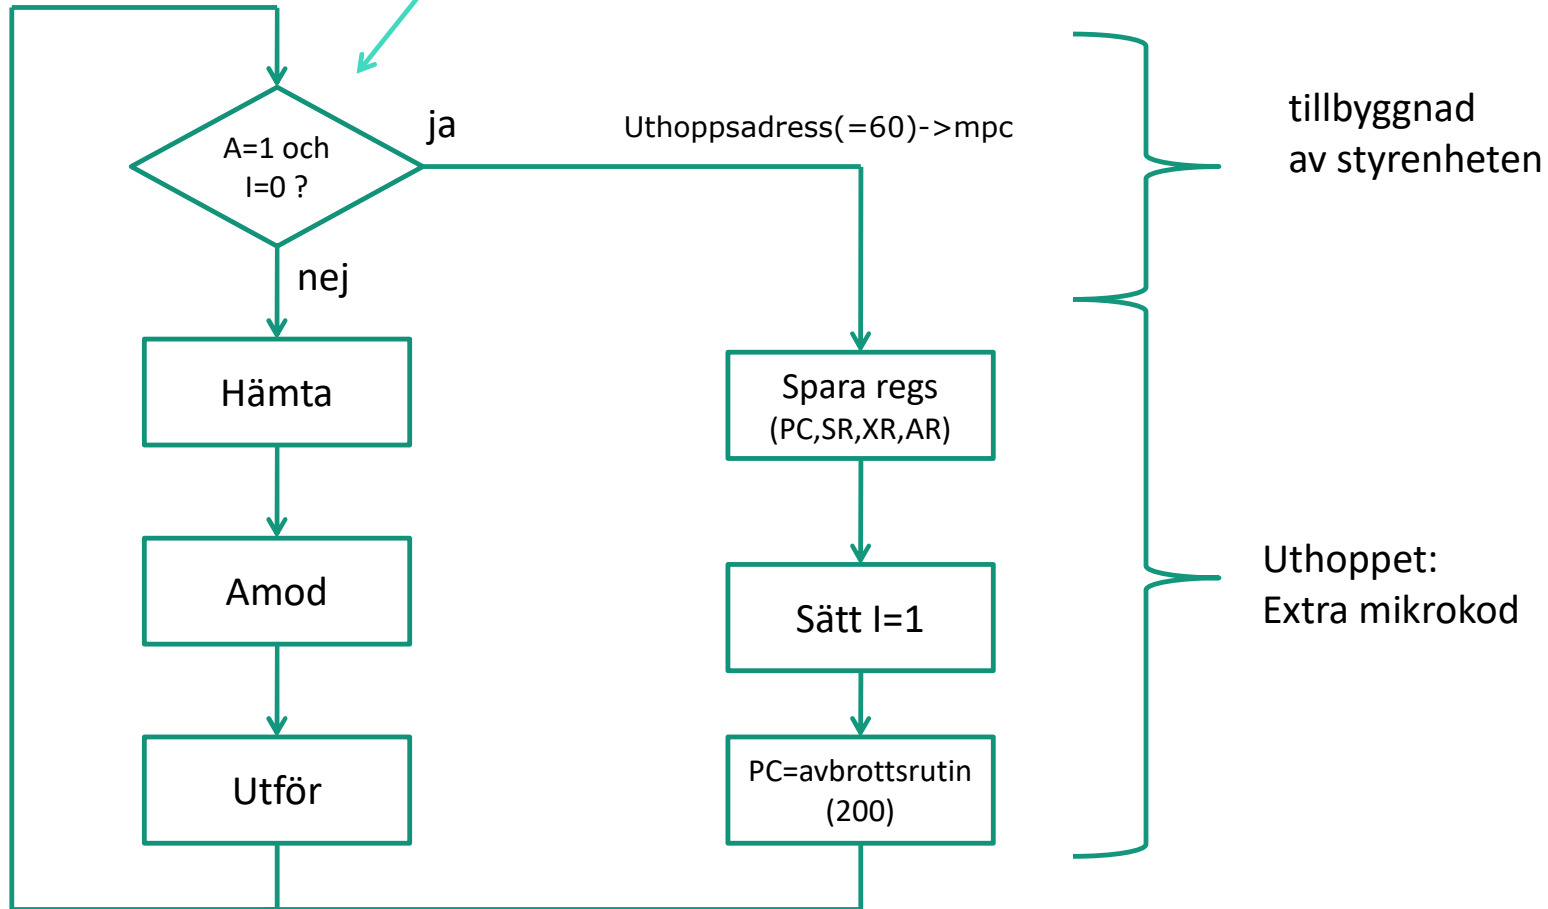 A=1 och
I=0 ?
ja
Uthoppsadress(=60)->mpc
tillbyggnad
av styrenheten
nej
Hämta
Spara regs
(PC,SR,XR,AR)
Amod
Sätt I=1
Uthoppet:
Extra mikrokod
Utför
PC=avbrottsrutin
(200)